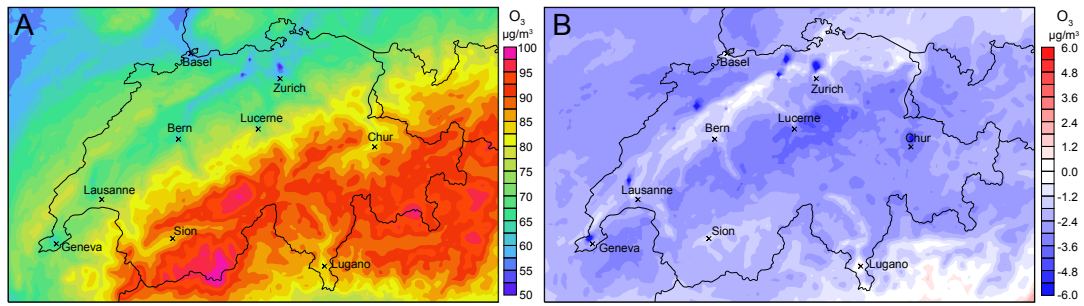 A
O₃
µg/m³
100
95
90
85
80
75
70
65
60
55
50
Basel
Zurich
Lucerne
Bern
Chur
Lausanne
Sion
Geneva
Lugano
B
O₃
µg/m³
6.0
4.8
3.6
2.4
1.2
0.0
-1.2
-2.4
-3.6
-4.8
-6.0
Basel
Zurich
Lucerne
Bern
Chur
Lausanne
Sion
Geneva
Lugano